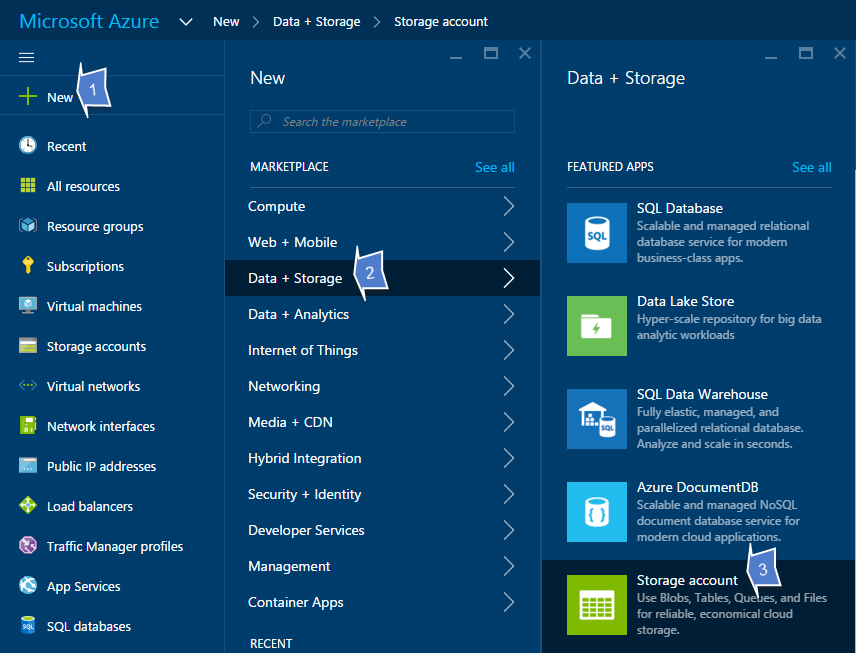 Microsoft Azure New > Data + Storage > Storage account
New
1
Recent
All resources
Resource groups
Subscriptions
Virtual machines
Storage accounts
Virtual networks
Network interfaces
Public IP addresses
Load balancers
Traffic Manager profiles
App Services
SQL
SQL databases
New
Search the marketplace
MARKETPLACE See all
Compute
Web + Mobile
Data + Storage
2
Data + Analytics
Internet of Things
Networking
Media + CDN
Hybrid Integration
Security + Identity
Developer Services
Management
Container Apps
RECENT
Data + Storage
FEATURED APPS See all
SQL
SQL Database
Scalable and managed relational
database service for modern
business-class apps.
Data Lake Store
Hyper-scale repository for big data
analytic workloads
SQL
SQL Data Warehouse
Fully elastic, managed, and
parallelized relational database.
Analyze and scale in seconds.
{ }
Azure DocumentDB
Scalable and managed NoSQL
document database service for
modern cloud applications.
3
Storage account
Use Blobs, Tables, Queues, and Files
for reliable, economical cloud
storage.